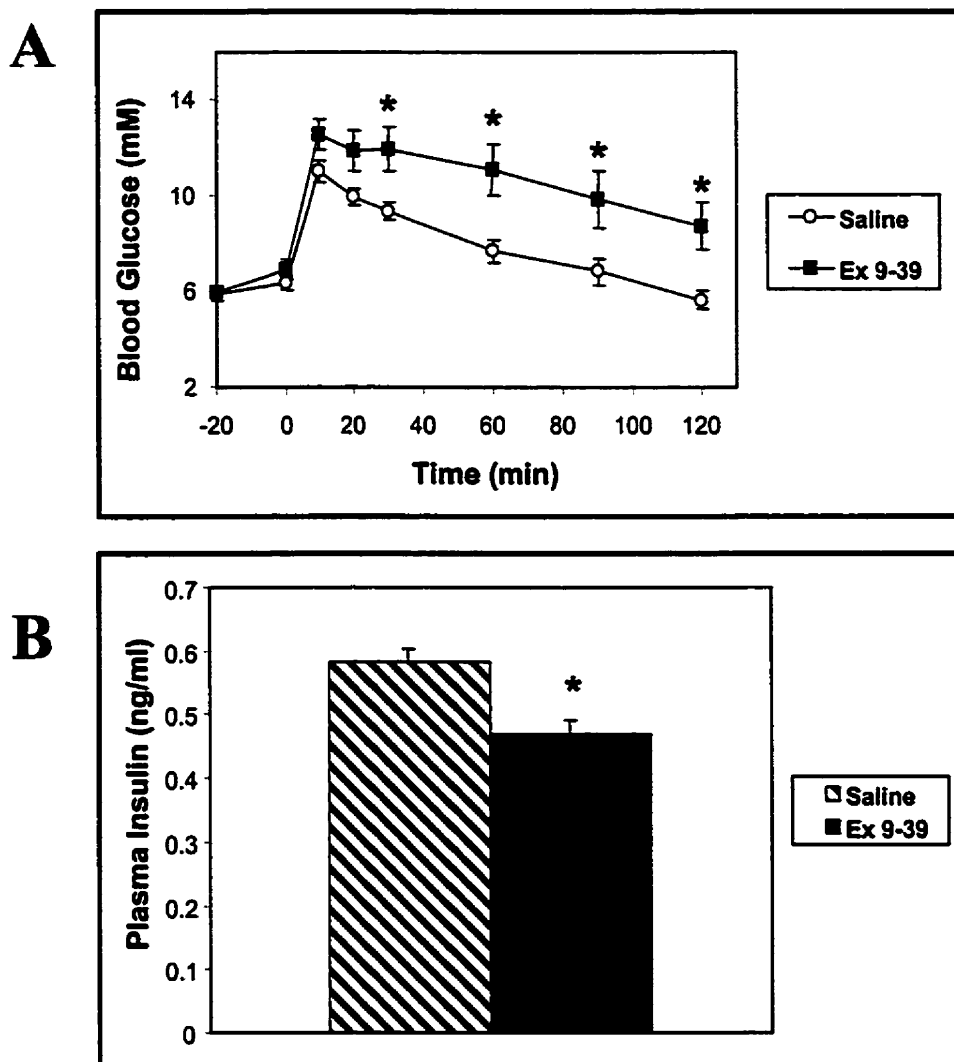 A
Blood Glucose (mM)
14
10
6
2
* * * *
-20 0 20 40 60 80 100 120
Time (min)
Saline
Ex 9-39
B
Plasma Insulin (ng/ml)
0.7
0.6
0.5
0.4
0.3
0.2
0.1
0
*
Saline
Ex 9-39